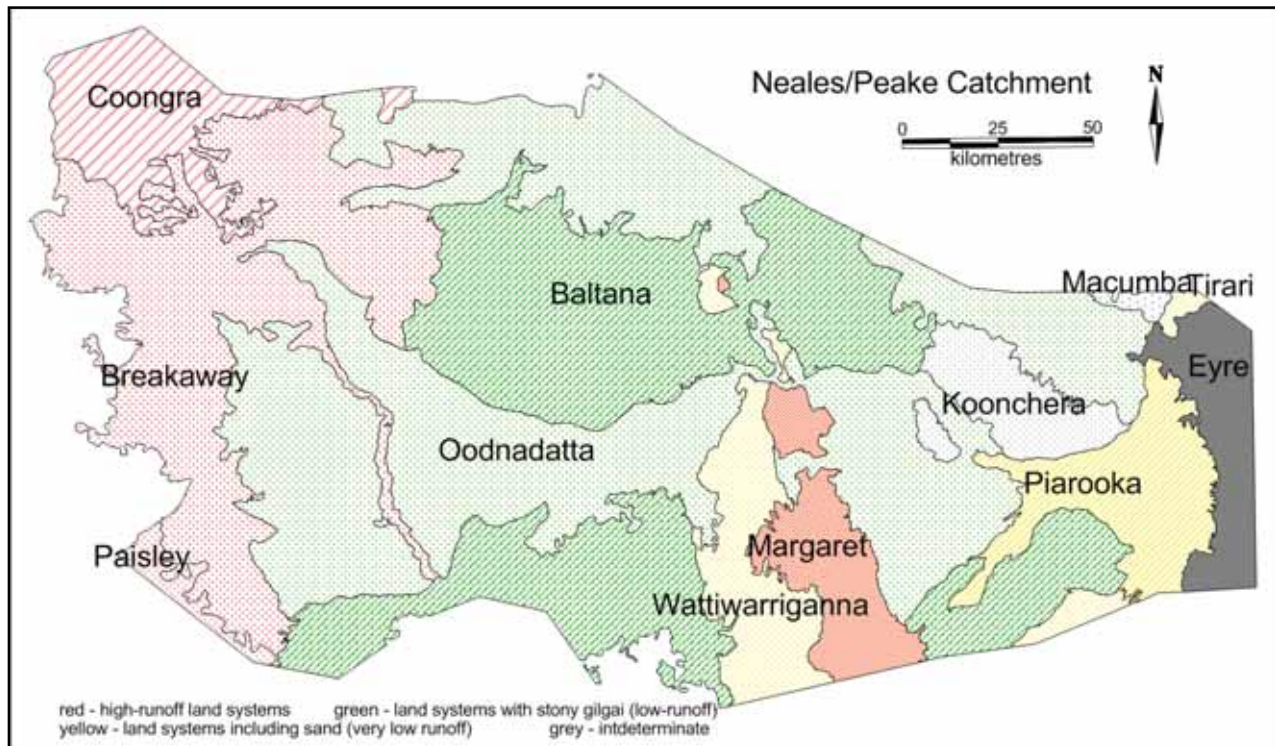 Neales/Peake Catchment
N
0 25 50
kilometres
Coongra
Baltana
Macumba
Tirari
Eyre
Breakaway
Koonchera
Oodnadatta
Piarooka
Paisley
Margaret
Wattiwarriganna
red - high-runoff land systems green - land systems with stony gilgai (low-runoff)
yellow - land systems including sand (very low runoff) grey - intdeterminate